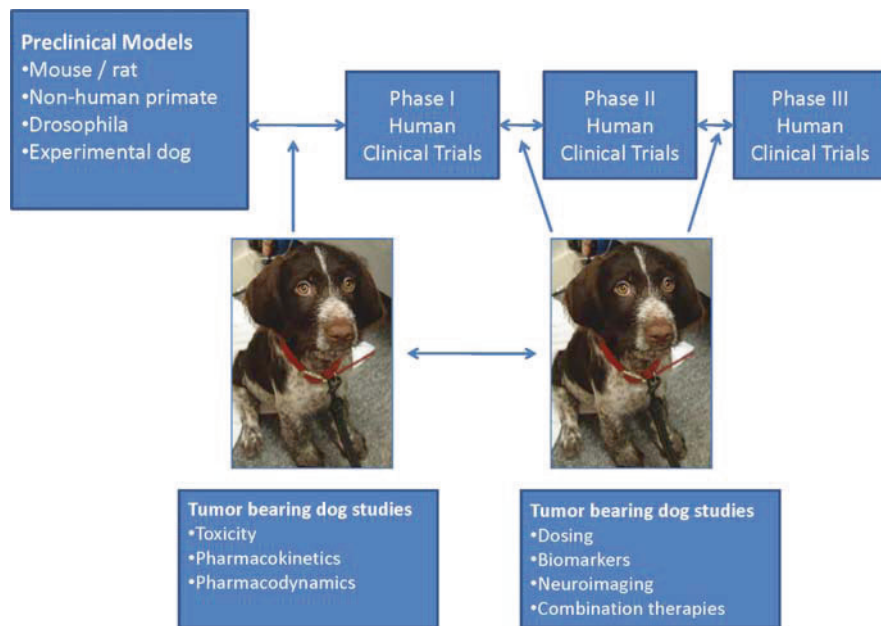 Preclinical Models
•Mouse / rat
•Non-human primate
•Drosophila
•Experimental dog
Phase I
Human
Clinical Trials
Phase II
Human
Clinical Trials
Phase III
Human
Clinical Trials
Tumor bearing dog studies
•Toxicity
•Pharmacokinetics
•Pharmacodynamics
Tumor bearing dog studies
•Dosing
•Biomarkers
•Neuroimaging
•Combination therapies